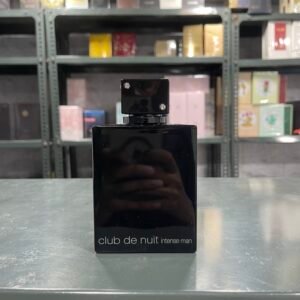 club de nuit intense man